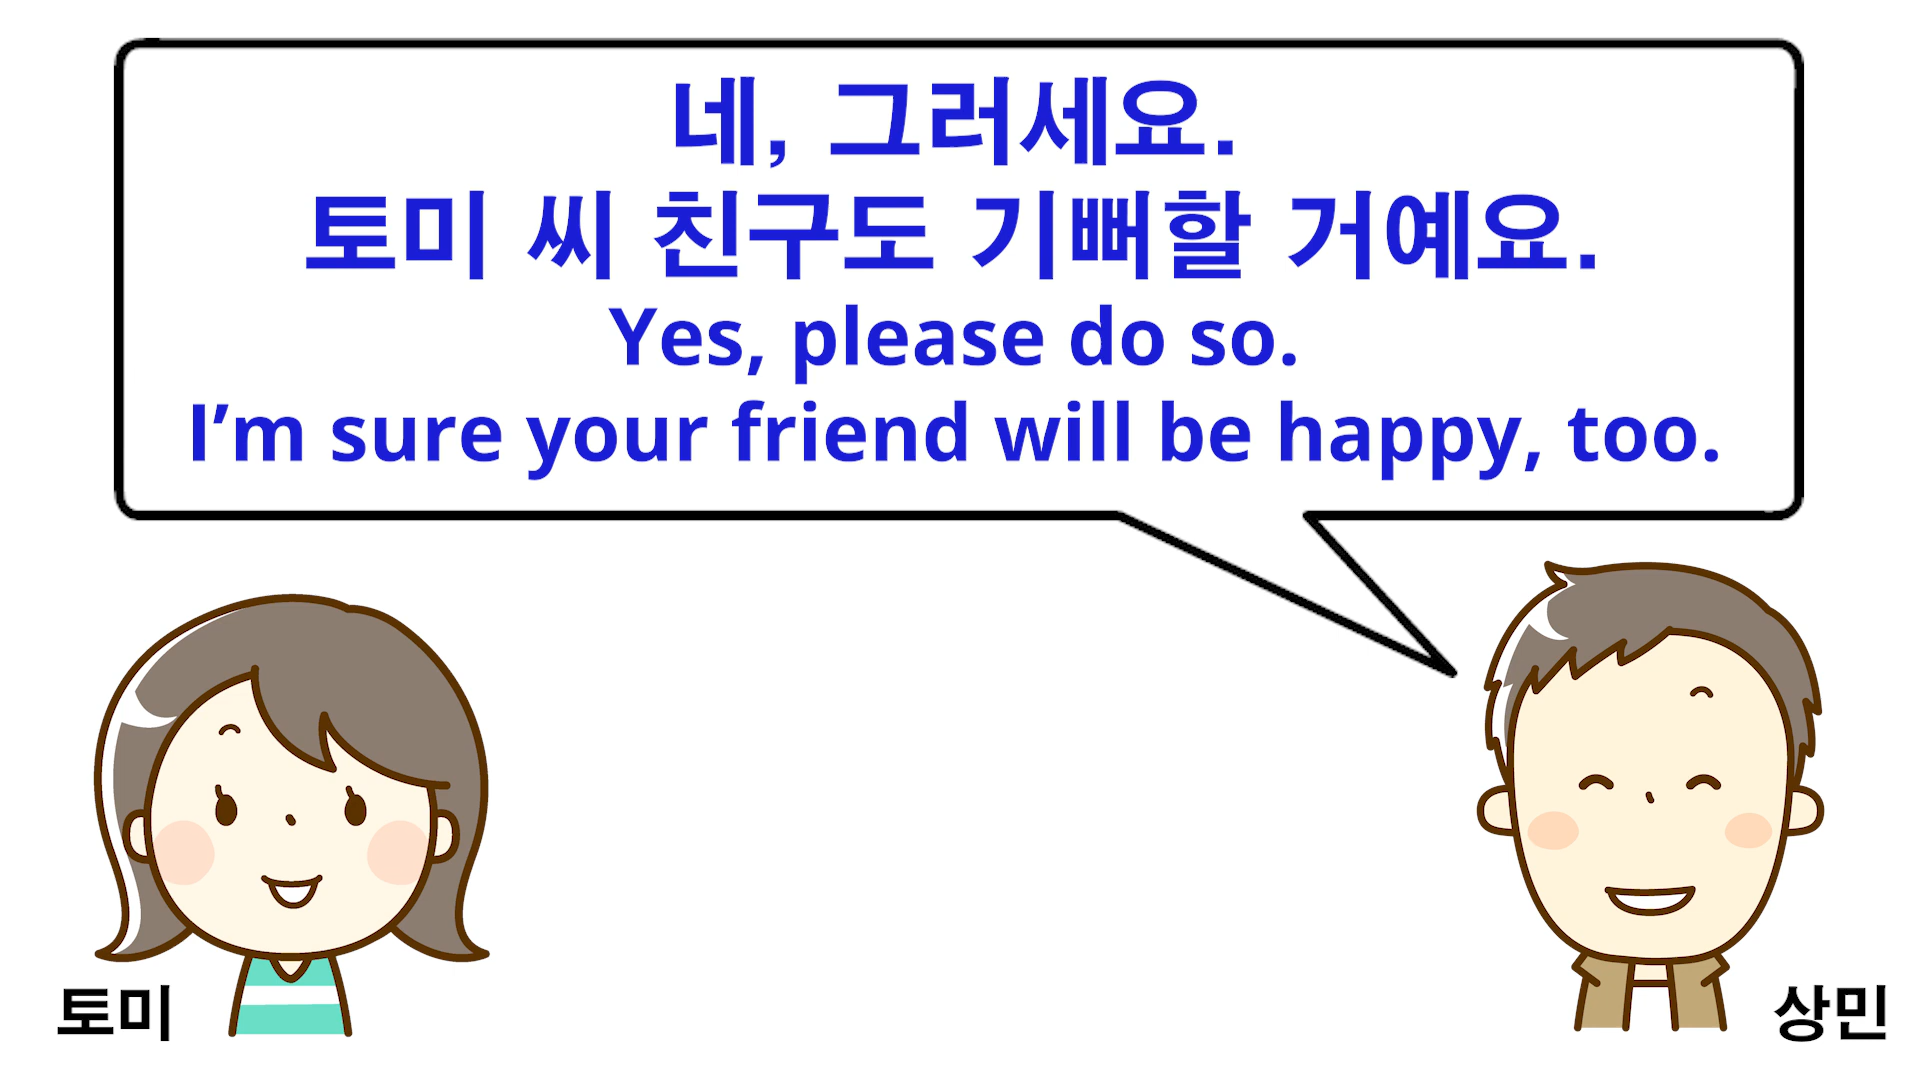 네, 그러세요.
토미 씨 친구도 기뻐할 거예요.
Yes, please do so.
I’m sure your friend will be happy, too.
토미
상민